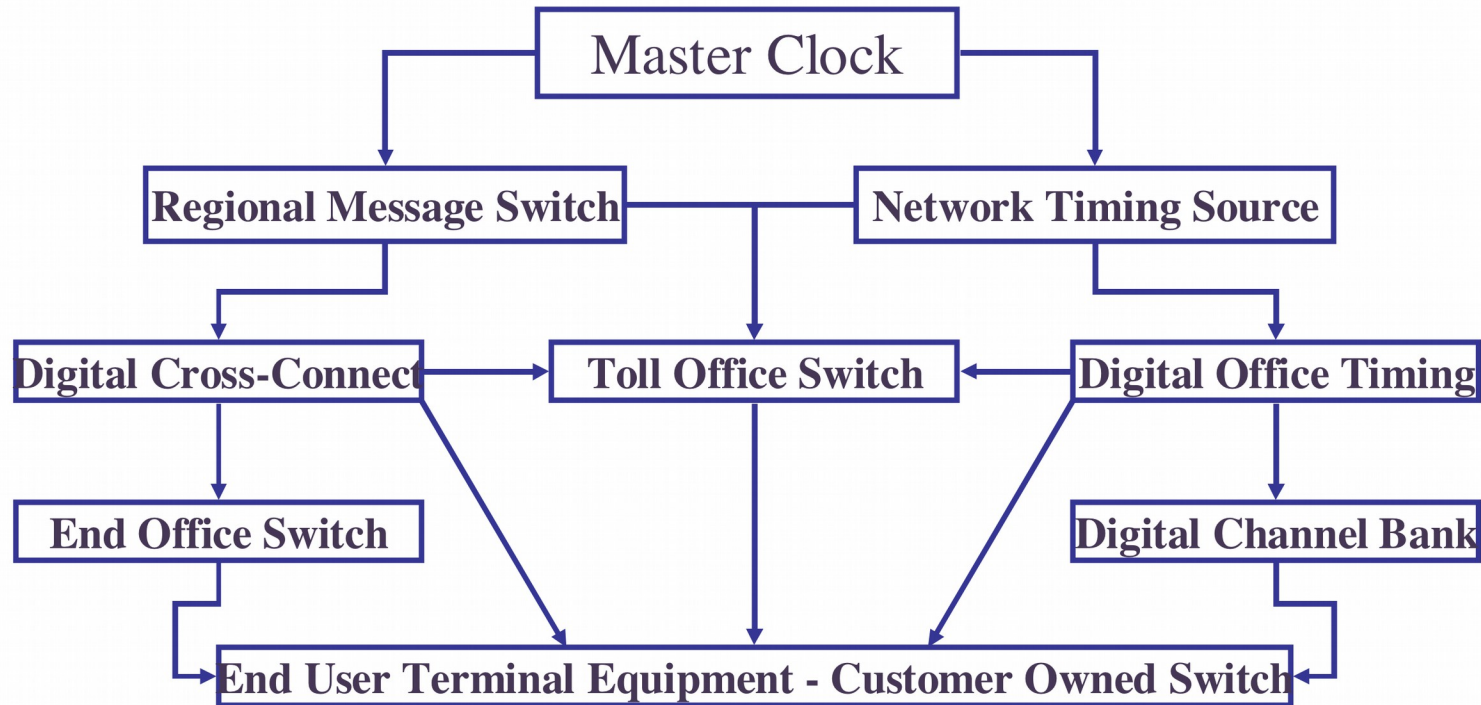 Master Clock
Regional Message Switch
Network Timing Source
Digital Cross-Connect
Toll Office Switch
Digital Office Timing
End Office Switch
Digital Channel Bank
End User Terminal Equipment - Customer Owned Switch